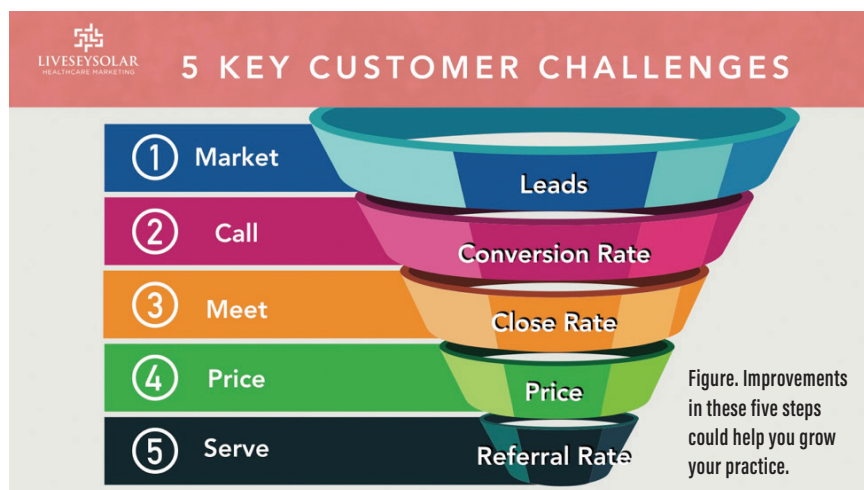 LIVESEYSOLAR
HEALTHCARE MARKETING
5 KEY CUSTOMER CHALLENGES
1 Market
Leads
2 Call
Conversion Rate
3 Meet
Close Rate
4 Price
Price
5 Serve
Referral Rate
Figure. Improvements
in these five steps
could help you grow
your practice.